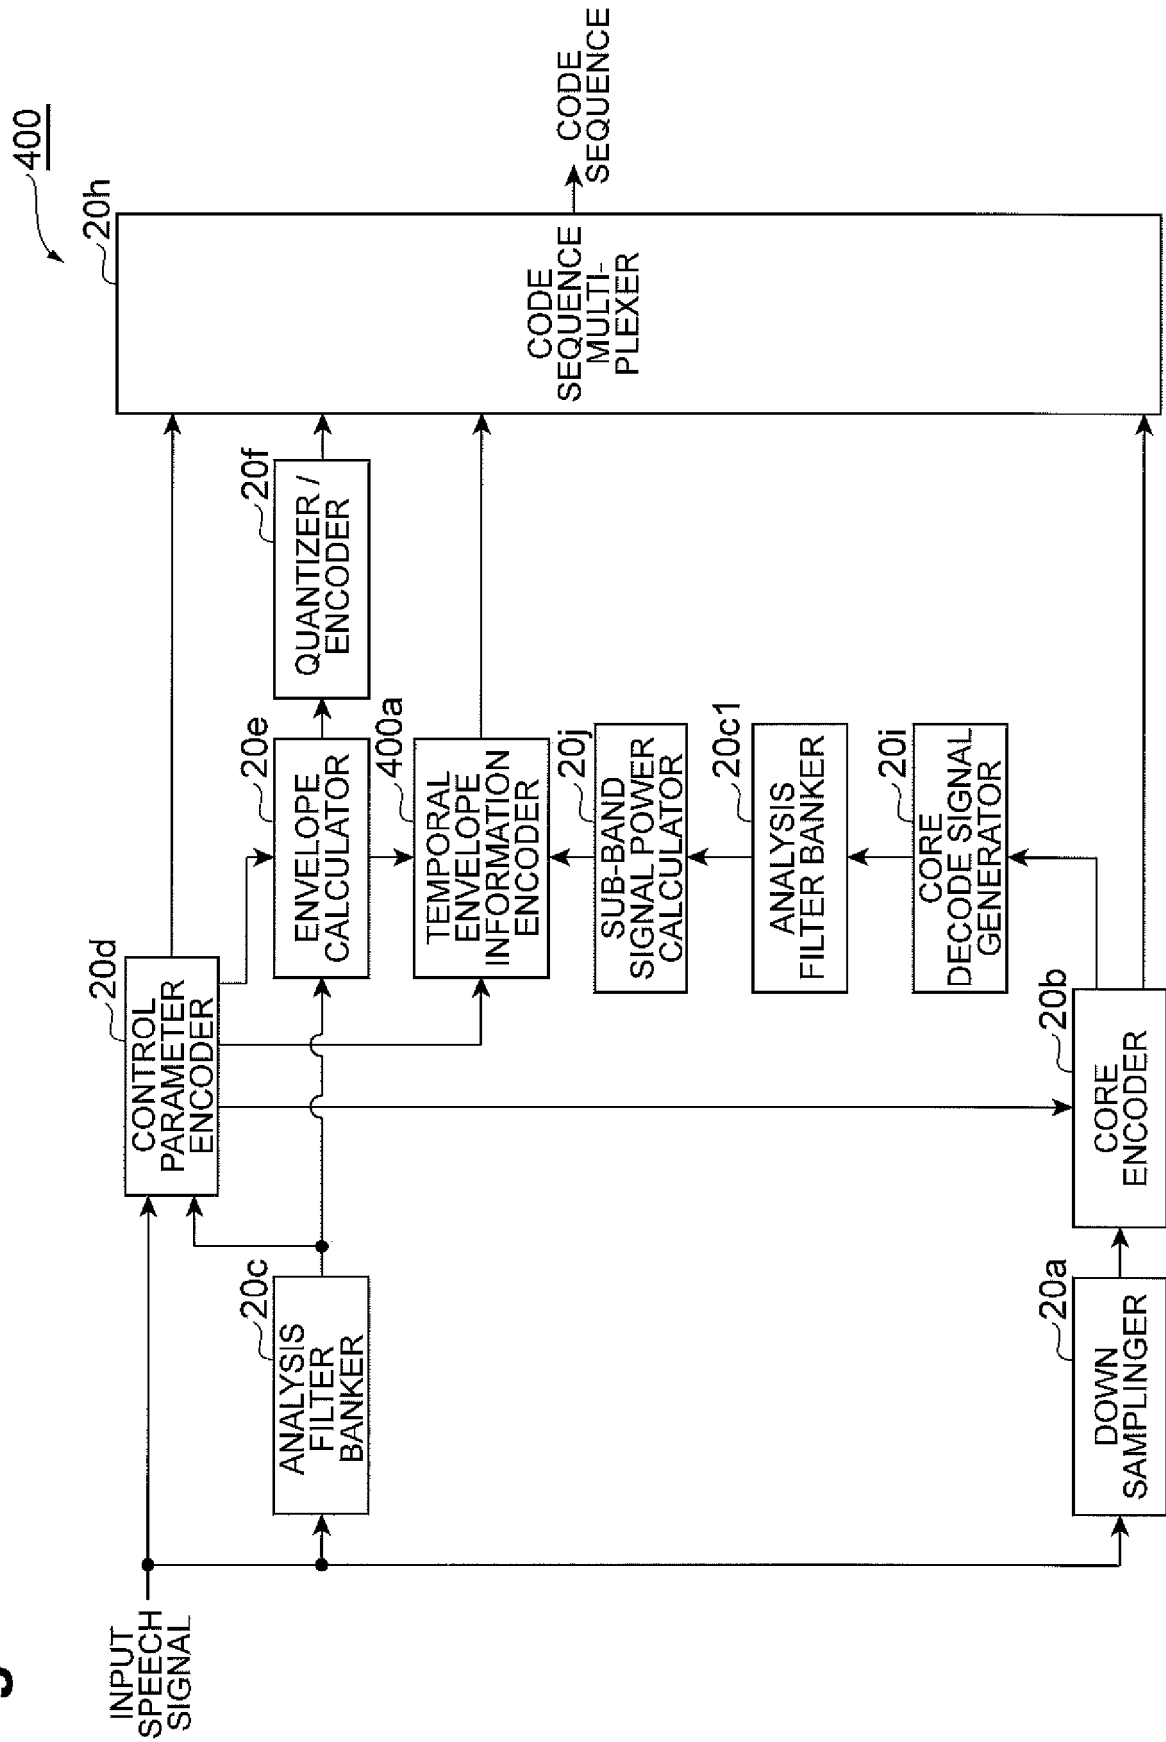 400
20h
CODE
SEQUENCE
MULTI-
PLEXER
CODE
SEQUENCE
20d
CONTROL
PARAMETER
ENCODER
20e
ENVELOPE
CALCULATOR
20f
QUANTIZER /
ENCODER
400a
TEMPORAL
ENVELOPE
INFORMATION
ENCODER
20j
SUB-BAND
SIGNAL POWER
CALCULATOR
20c1
ANALYSIS
FILTER BANKER
20i
CORE
DECODE SIGNAL
GENERATOR
20c
ANALYSIS
FILTER
BANKER
20b
CORE
ENCODER
20a
DOWN
SAMPLINGER
INPUT
SPEECH
SIGNAL